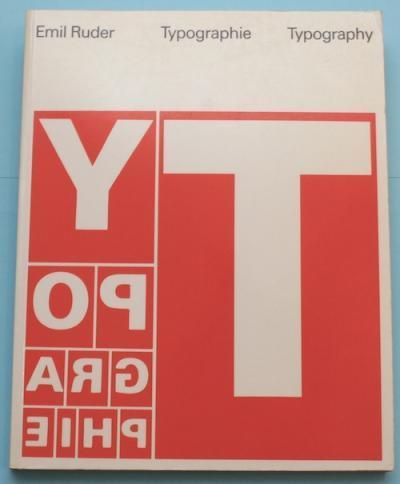 Emil Ruder Typographie Typography
T
Y
PO
GRA
PHIE